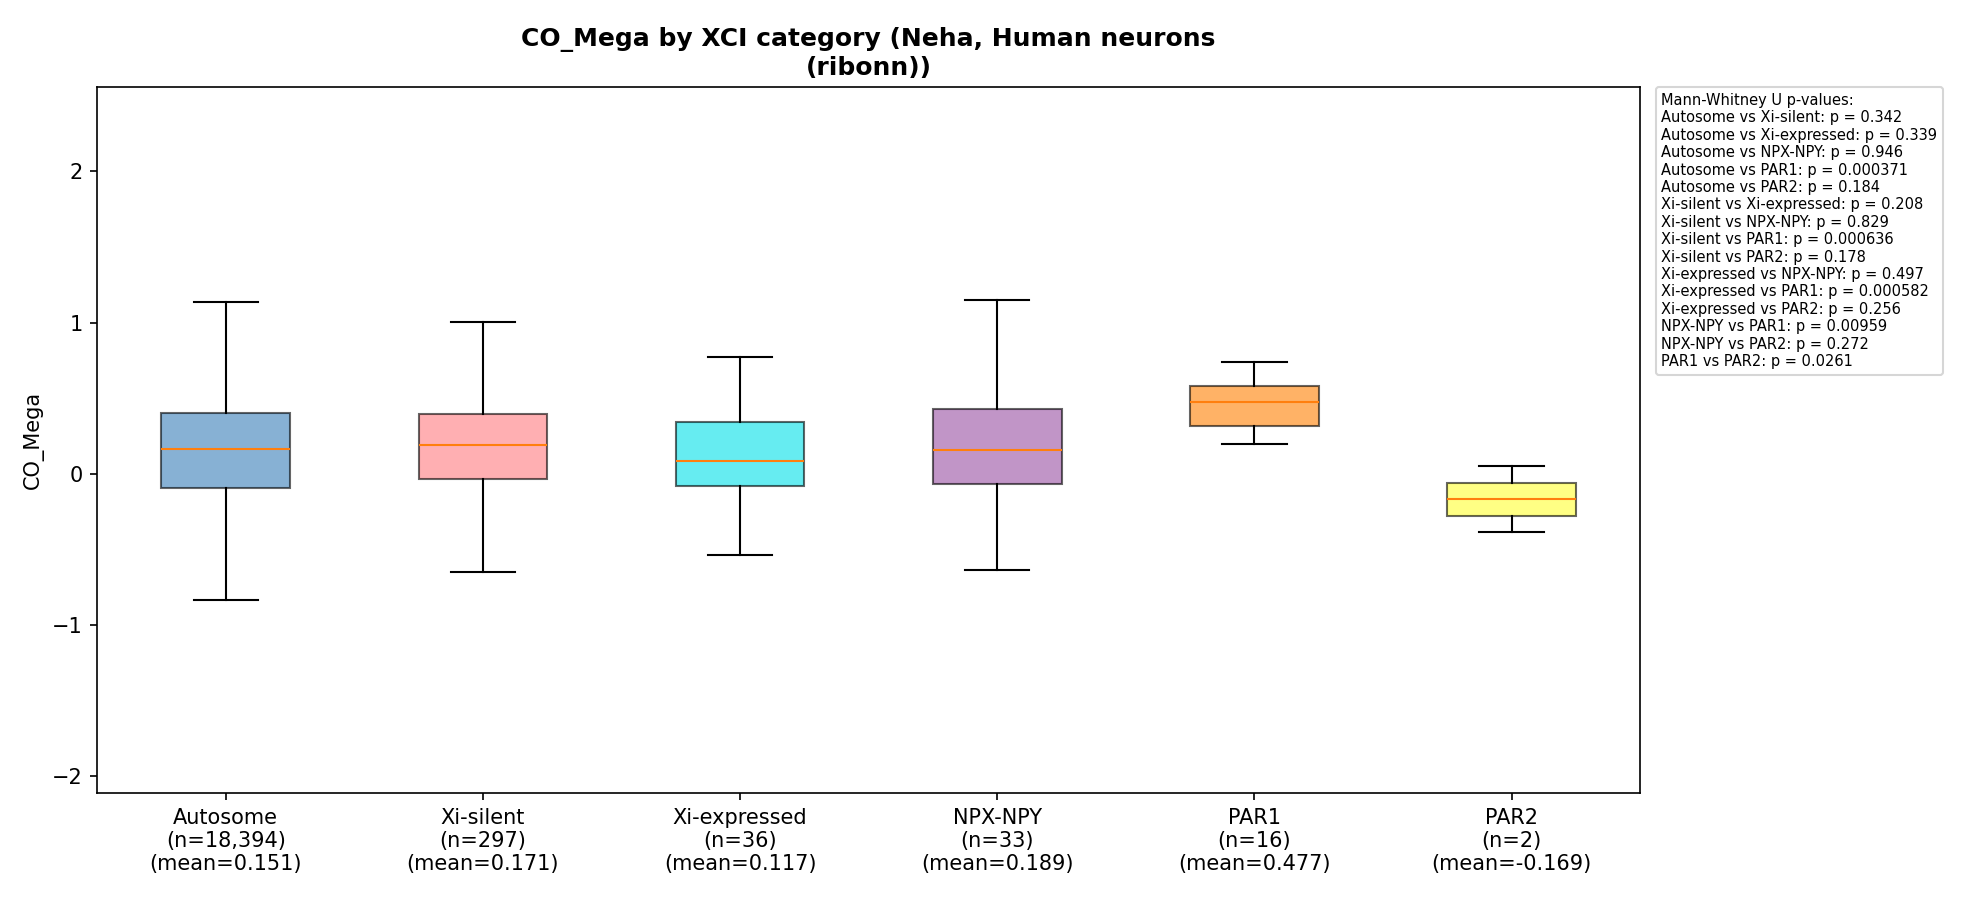 CO_Mega by XCI category (Neha, Human neurons
(ribonn))
Mann-Whitney U p-values:
Autosome vs Xi-silent: p = 0.342
Autosome vs Xi-expressed: p = 0.339
Autosome vs NPX-NPY: p = 0.946
Autosome vs PAR1: p = 0.000371
Autosome vs PAR2: p = 0.184
Xi-silent vs Xi-expressed: p = 0.208
Xi-silent vs NPX-NPY: p = 0.829
Xi-silent vs PAR1: p = 0.000636
Xi-silent vs PAR2: p = 0.178
Xi-expressed vs NPX-NPY: p = 0.497
Xi-expressed vs PAR1: p = 0.000582
Xi-expressed vs PAR2: p = 0.256
NPX-NPY vs PAR1: p = 0.00959
NPX-NPY vs PAR2: p = 0.272
PAR1 vs PAR2: p = 0.0261
CO_Mega
2
1
0
−1
−2
Autosome
(n=18,394)
(mean=0.151)
Xi-silent
(n=297)
(mean=0.171)
Xi-expressed
(n=36)
(mean=0.117)
NPX-NPY
(n=33)
(mean=0.189)
PAR1
(n=16)
(mean=0.477)
PAR2
(n=2)
(mean=-0.169)